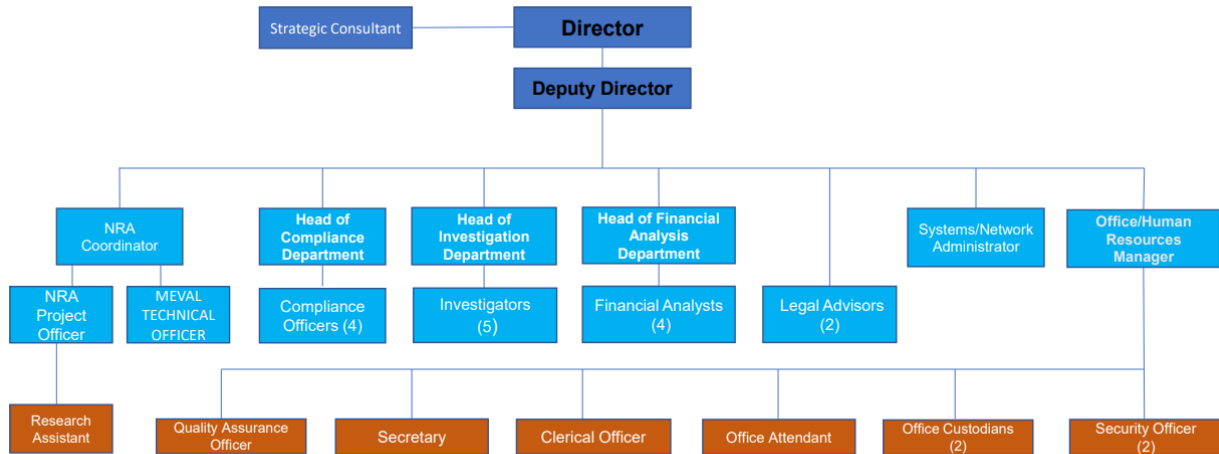 Strategic Consultant
Director
Deputy Director
NRA
Coordinator
Head of
Compliance
Department
Head of
Investigation
Department
Head of Financial
Analysis
Department
Systems/Network
Administrator
Office/Human
Resources
Manager
NRA
Project
Officer
MEVAL
TECHNICAL
OFFICER
Compliance
Officers (4)
Investigators
(5)
Financial Analysts
(4)
Legal Advisors
(2)
Research
Assistant
Quality Assurance
Officer
Secretary
Clerical Officer
Office Attendant
Office Custodians
(2)
Security Officer
(2)